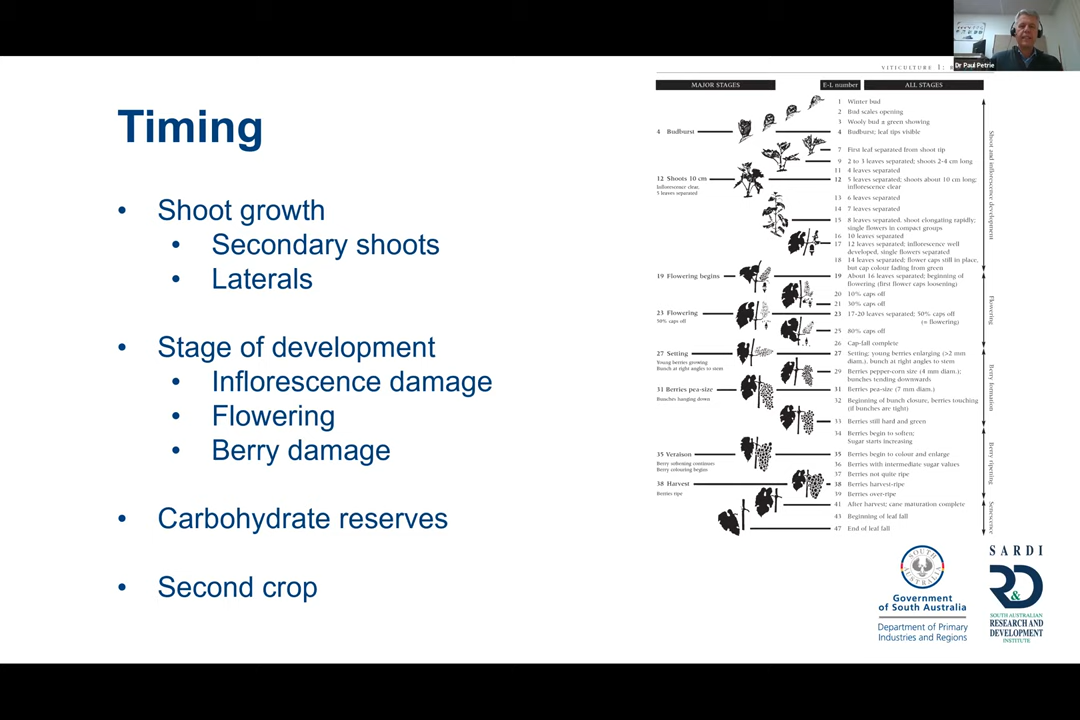 Dr Paul Petrie
VITICULTURE 1:
Timing
• Shoot growth
• Secondary shoots
• Laterals
• Stage of development
• Inflorescence damage
• Flowering
• Berry damage
• Carbohydrate reserves
• Second crop
MAJOR STAGES
E-L number
ALL STAGES
1 Winter bud
2 Bud scales opening
3 Wooly bud ± green showing
4 Budburst
4 Budburst; leaf tips visible
7 First leaf separated from shoot tip
9 2 to 3 leaves separated; shoots 2-4 cm long
11 4 leaves separated
12 Shoots 10 cm
Inflorescence clear,
5 leaves separated
12 5 leaves separated; shoots about 10 cm long;
inflorescence clear
13 6 leaves separated
14 7 leaves separated
15 8 leaves separated, shoot elongating rapidly;
single flowers in compact groups
16 10 leaves separated
17 12 leaves separated; inflorescence well
developed, single flowers separated
18 14 leaves separated; flower caps still in place,
but cap colour fading from green
19 Flowering begins
19 About 16 leaves separated; beginning of
flowering (first flower caps loosening)
20 10% caps off
21 30% caps off
23 Flowering
50% caps off
23 17-20 leaves separated; 50% caps off
(= flowering)
25 80% caps off
26 Cap-fall complete
27 Setting
Young berries growing
Bunch at right angles to stem
27 Setting; young berries enlarging (>2 mm
diam.), bunch at right angles to stem
29 Berries pepper-corn size (4 mm diam.);
bunches tending downwards
31 Berries pea-size
Bunches hanging down
31 Berries pea-size (7 mm diam.)
32 Beginning of bunch closure, berries touching
(if bunches are tight)
33 Berries still hard and green
34 Berries begin to soften;
Sugar starts increasing
35 Veraison
Berry softening continues
Berry colouring begins
35 Berries begin to colour and enlarge
36 Berries with intermediate sugar values
37 Berries not quite ripe
38 Harvest
Berries ripe
38 Berries harvest-ripe
39 Berries over-ripe
41 After harvest; cane maturation complete
43 Beginning of leaf fall
47 End of leaf fall
Shoot and inflorescence development
Flowering
Berry formation
Berry ripening
Senescence
SOUTH
AUSTRALIA
Government
of South Australia
Department of Primary
Industries and Regions
SARDI
R&D
SOUTH AUSTRALIAN
RESEARCH AND
DEVELOPMENT
INSTITUTE